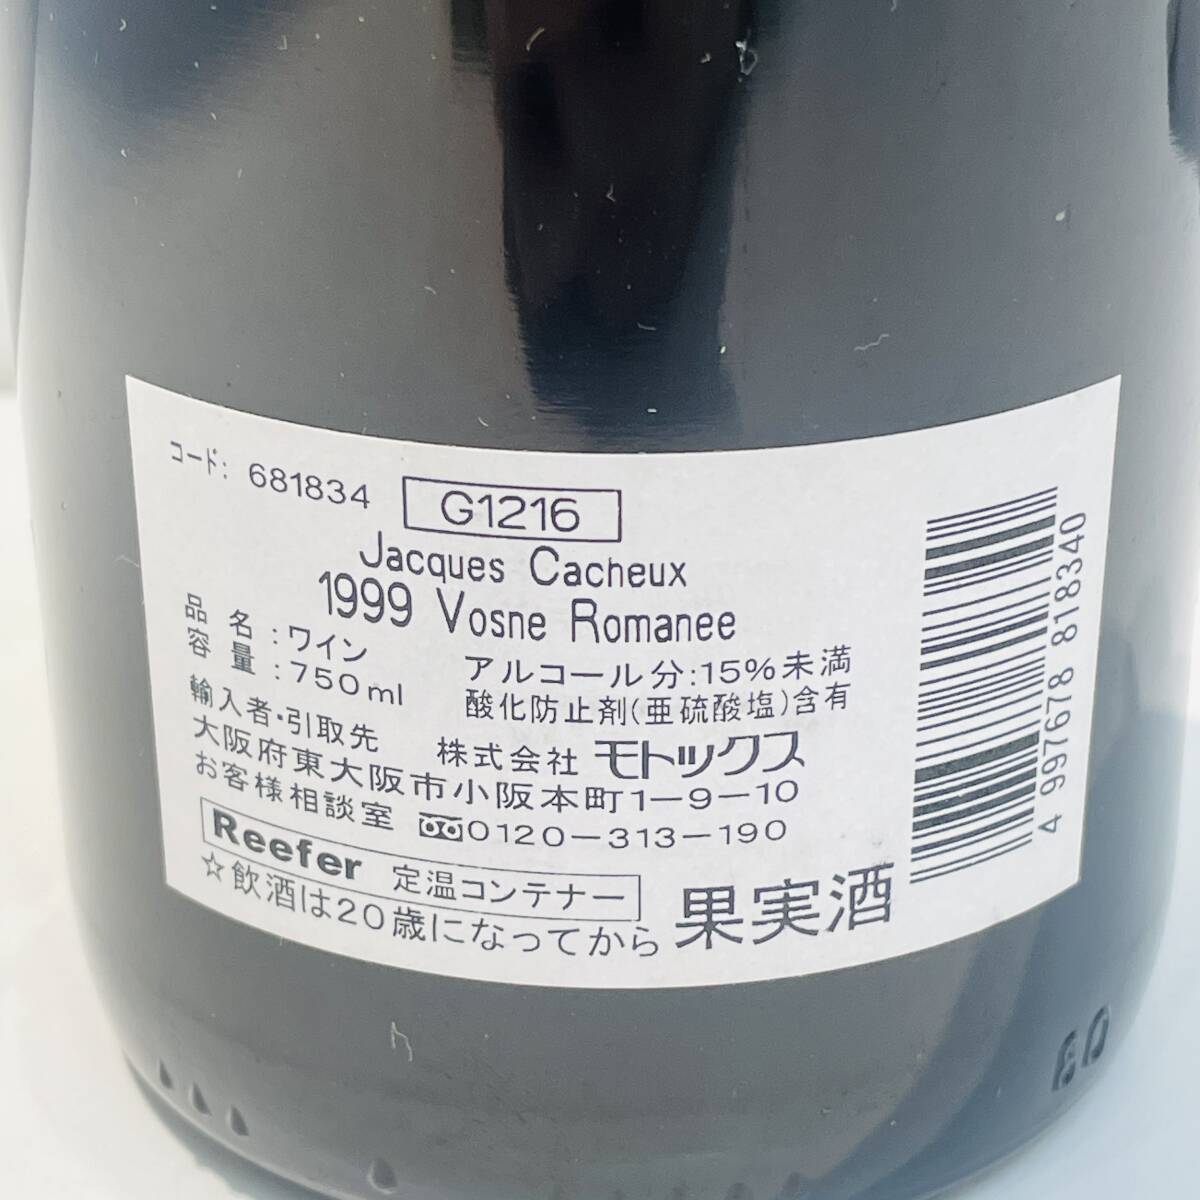 コード: 681834 G1216
Jacques Cacheux
1999 Vosne Romanee
品名:ワイン アルコール分:15%未満
容量:750ml 酸化防止剤(亜硫酸塩)含有
輸入者・引取先 株式会社 モトックス
大阪府東大阪市小阪本町1-9-10
お客様相談室 0120-313-190
Reefer 定温コンテナー
☆飲酒は20歳になってから 果実酒
4 997678 818340